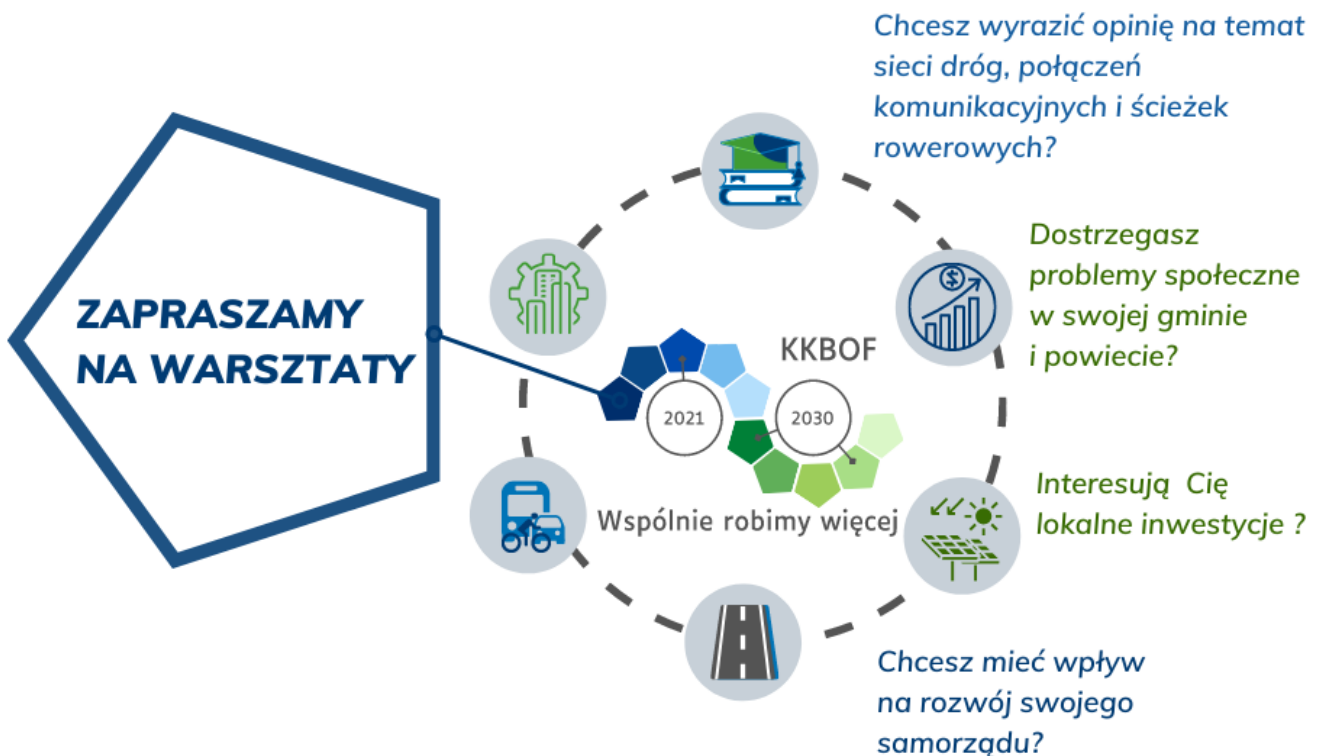 Chcesz wyrazić opinię na temat
sieci dróg, połączeń
komunikacyjnych i ścieżek
rowerowych?
Dostrzegasz
problemy społeczne
w swojej gminie
i powiecie?
ZAPRASZAMY
NA WARSZTATY
KKBOF
2021
2030
Wspólnie robimy więcej
Interesują Cię
lokalne inwestycje ?
Chcesz mieć wpływ
na rozwój swojego
samorządu?